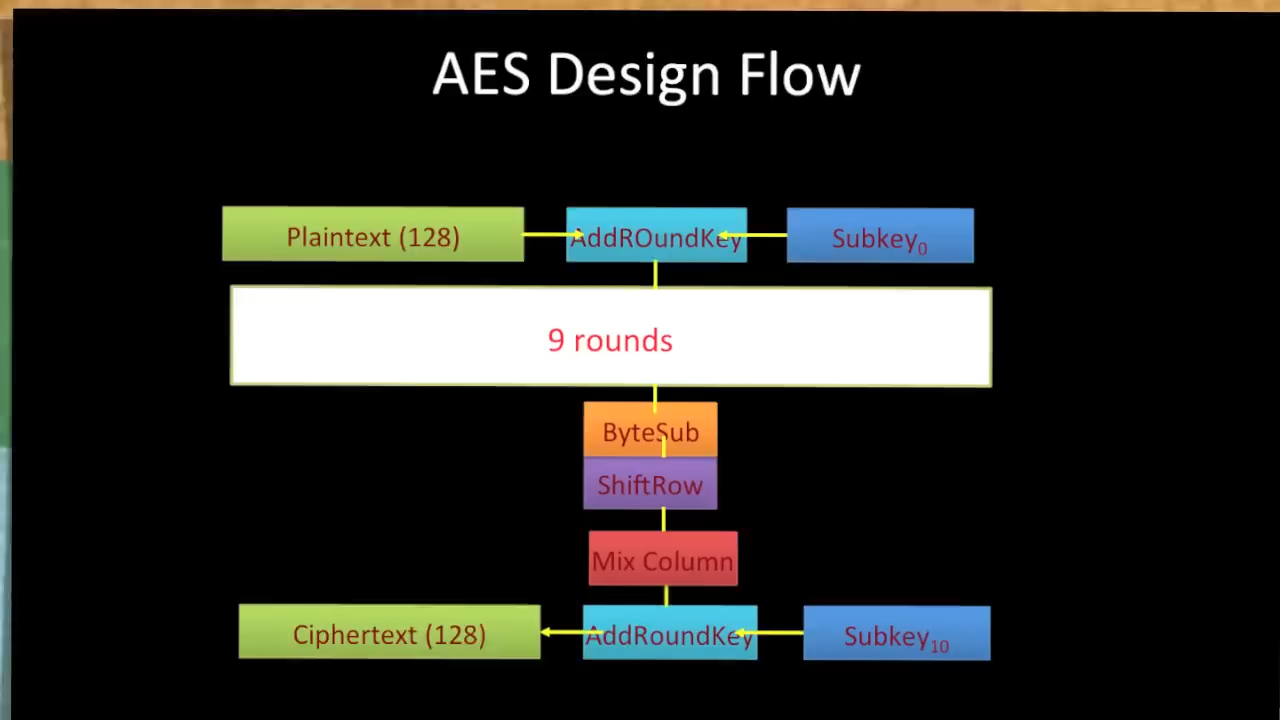 AES Design Flow
Plaintext (128) AddROundKey Subkey0
9 rounds
ByteSub
ShiftRow
Mix Column
Ciphertext (128) AddRoundKey Subkey10